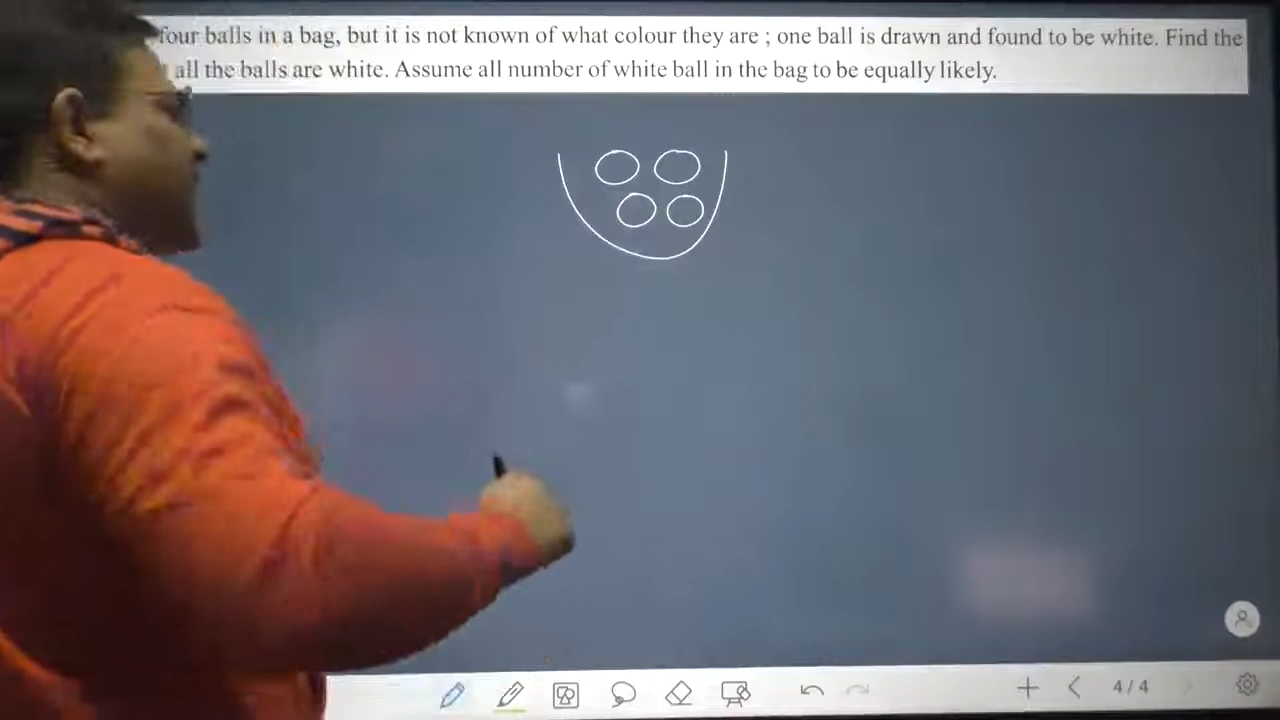 four balls in a bag, but it is not known of what colour they are ; one ball is drawn and found to be white. Find the
all the balls are white. Assume all number of white ball in the bag to be equally likely.
4/4